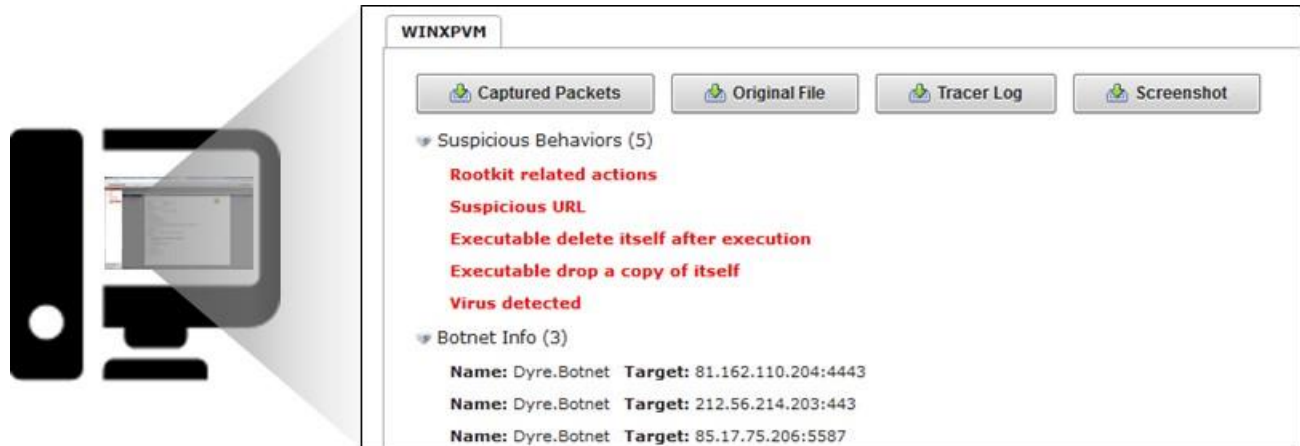 WINXPVM
Captured Packets Original File Tracer Log Screenshot
Suspicious Behaviors (5)
Rootkit related actions
Suspicious URL
Executable delete itself after execution
Executable drop a copy of itself
Virus detected
Botnet Info (3)
Name: Dyre.Botnet Target: 81.162.110.204:4443
Name: Dyre.Botnet Target: 212.56.214.203:443
Name: Dyre.Botnet Target: 85.17.75.206:5587